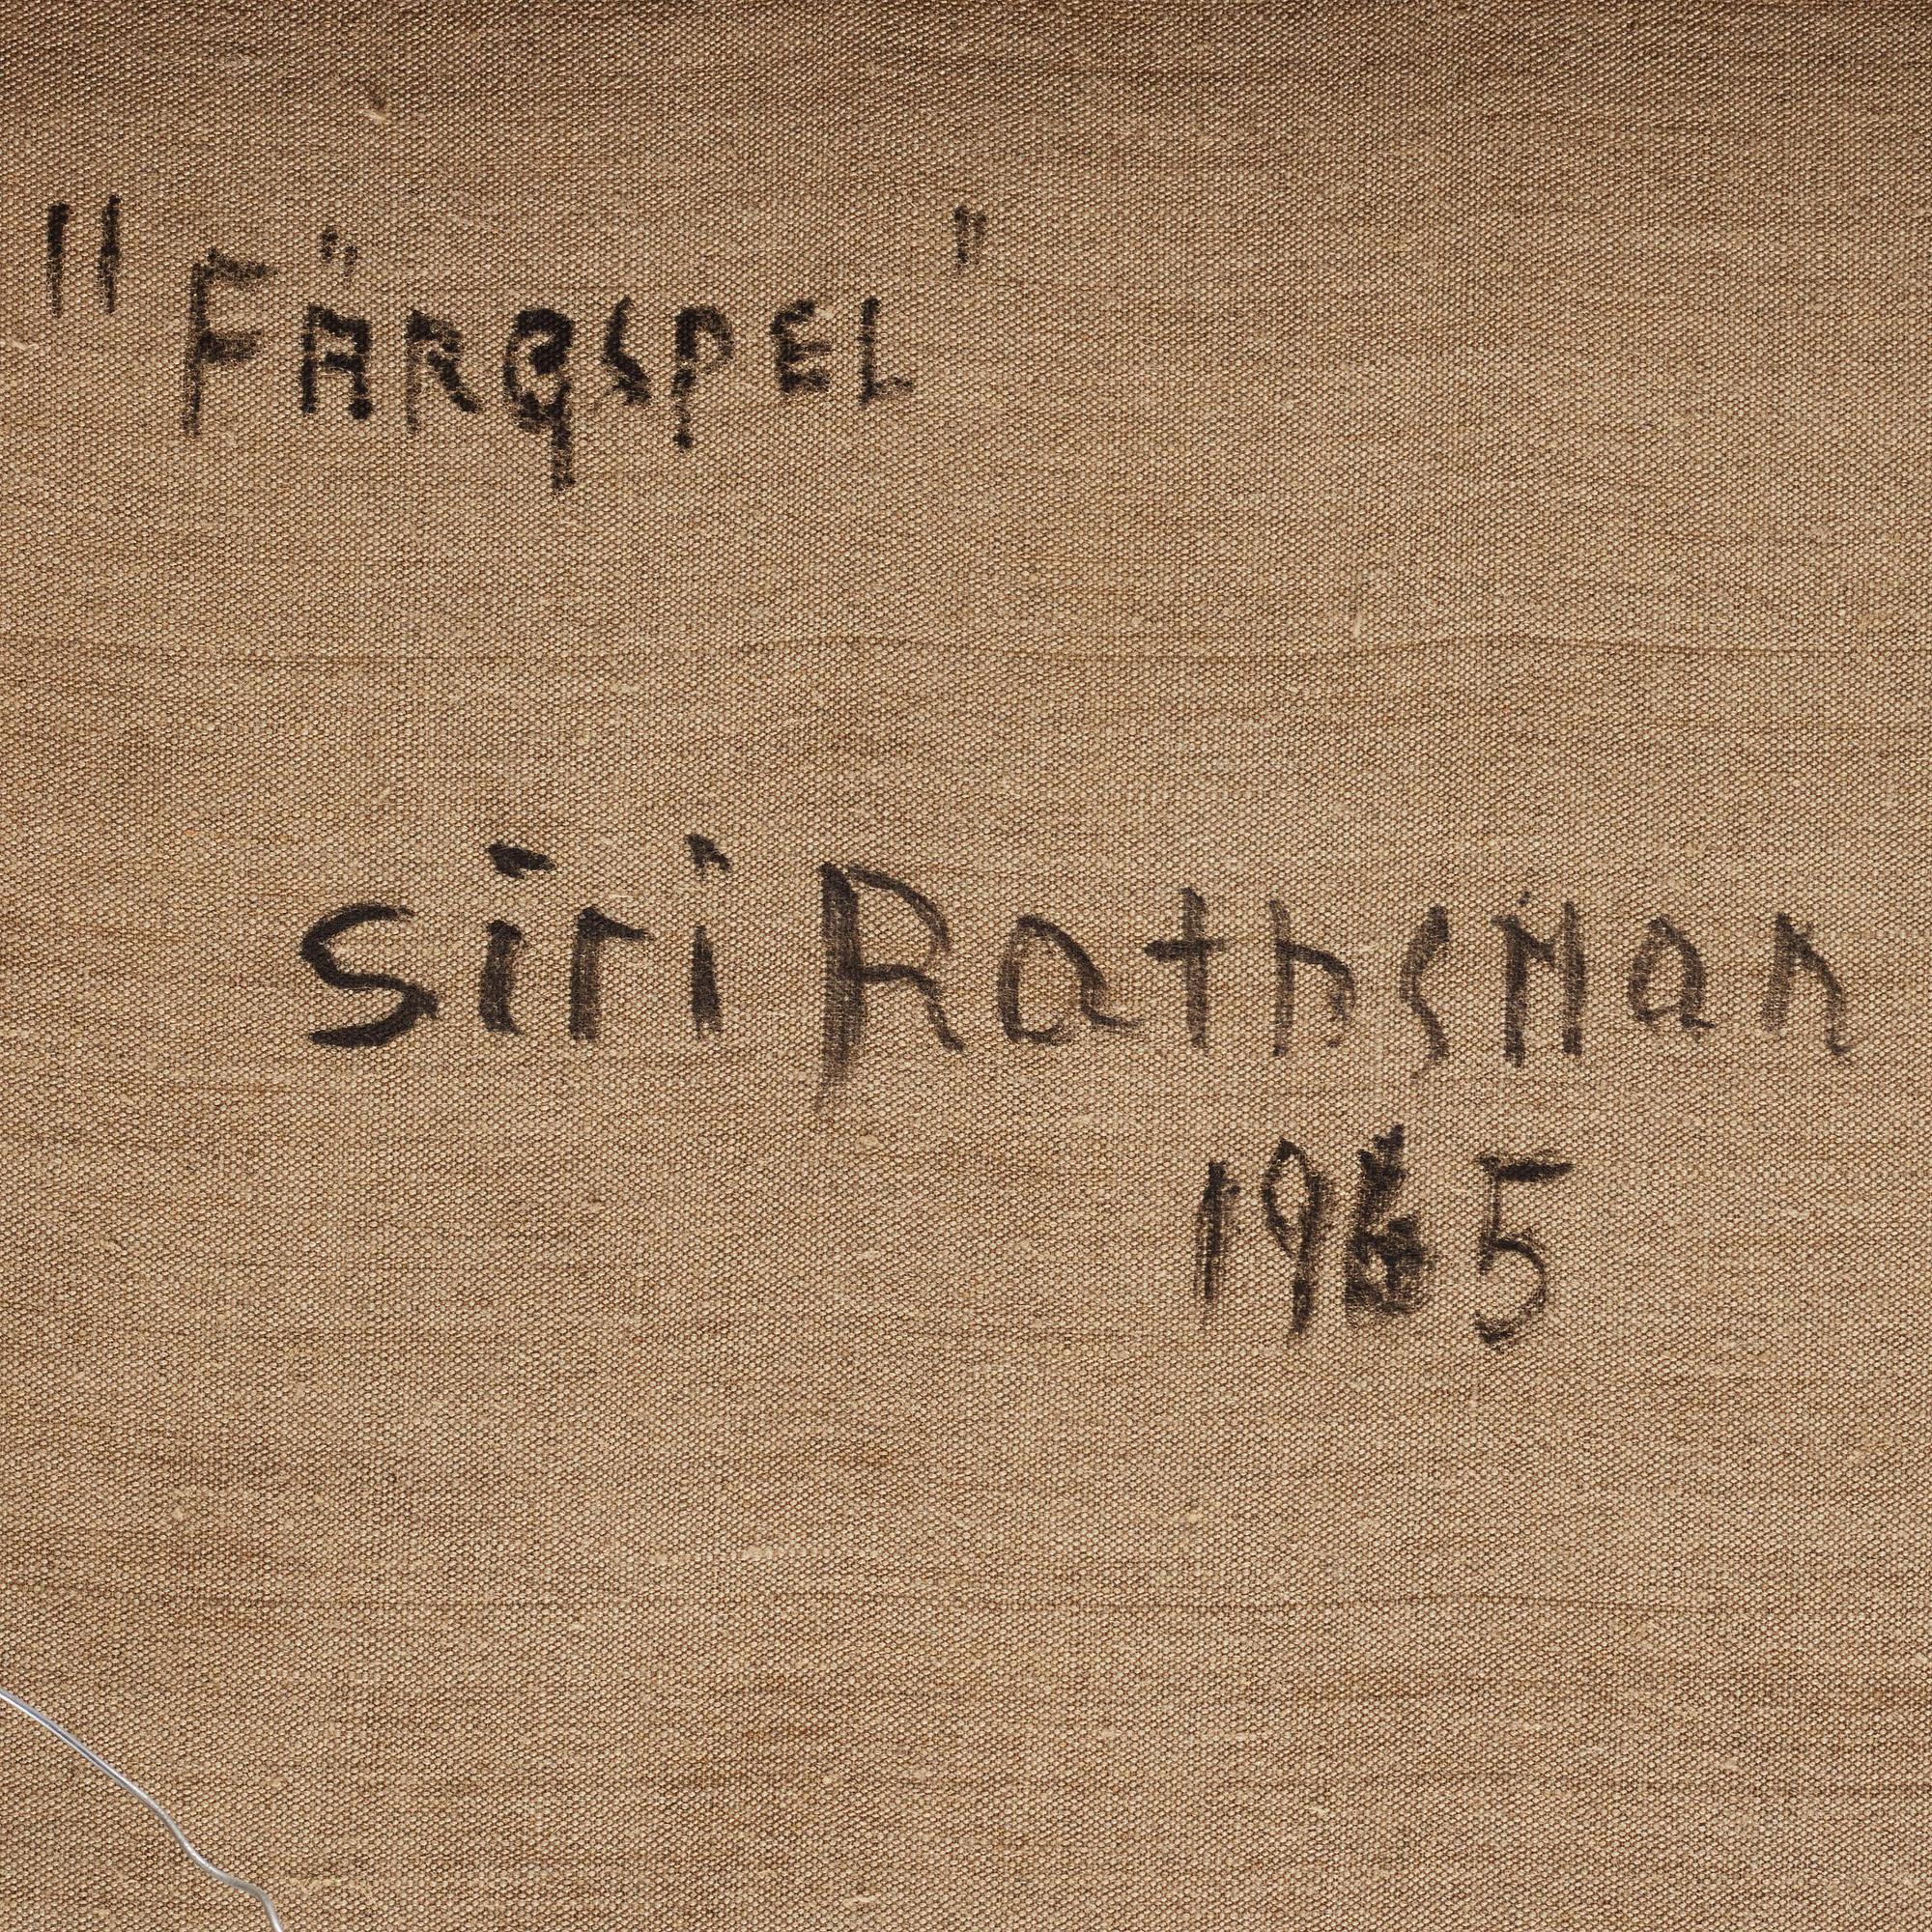 "FÄRGSPEL"
Siri Rathsman
1965